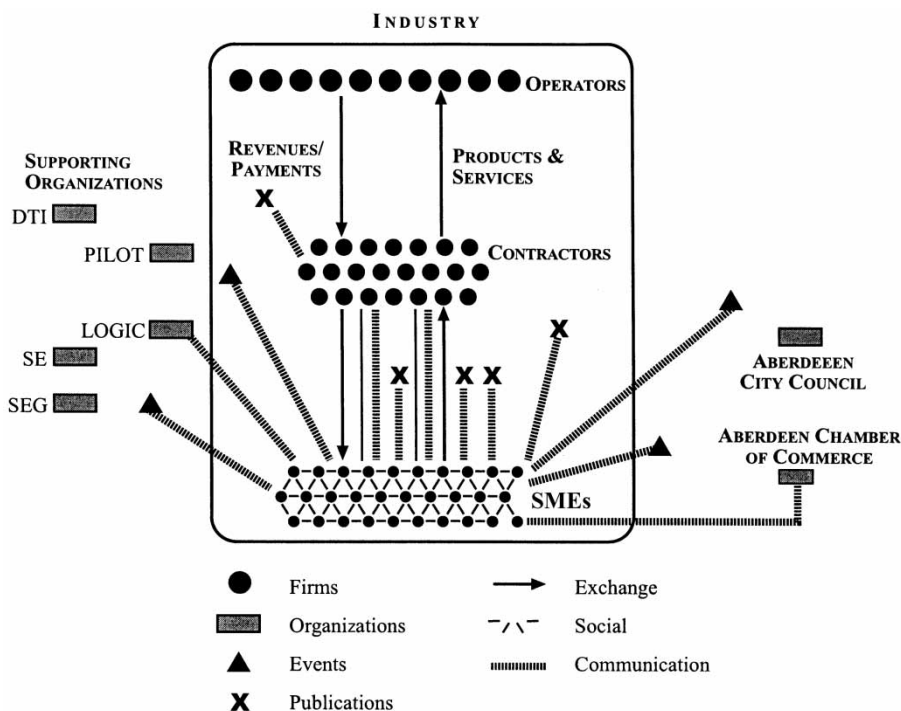 INDUSTRY
OPERATORS
REVENUES/
PAYMENTS
PRODUCTS &
SERVICES
SUPPORTING
ORGANIZATIONS
DTI
X
PILOT
CONTRACTORS
LOGIC
X
SE
ABERDEEEN
CITY COUNCIL
X
X
X
SEG
ABERDEEN CHAMBER
OF COMMERCE
SMEs
Firms
Exchange
Organizations
Social
Events
Communication
X
Publications